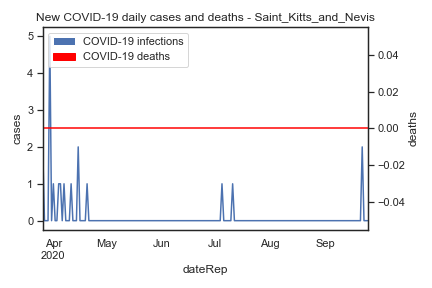 New COVID-19 daily cases and deaths - Saint_Kitts_and_Nevis
COVID-19 infections
COVID-19 deaths
5
4
3
2
1
0
cases
0.04
0.02
0.00
−0.02
−0.04
deaths
Apr May Jun Jul Aug Sep
2020
dateRep